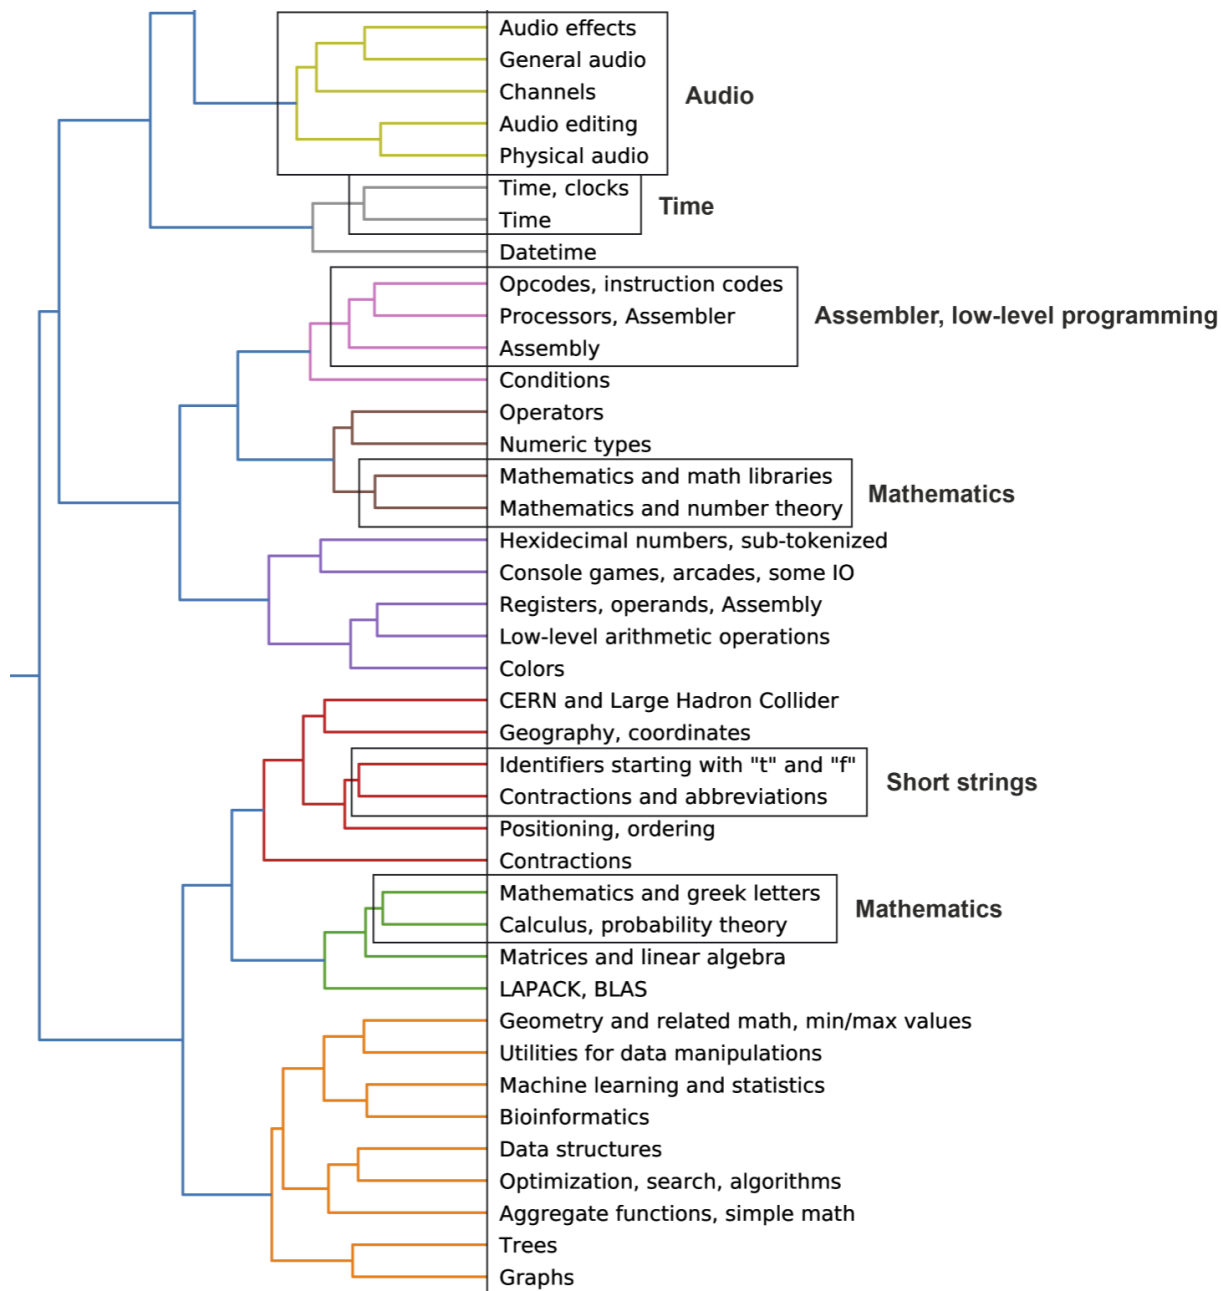 Audio effects
General audio
Channels
Audio
Audio editing
Physical audio
Time, clocks
Time
Time
Datetime
Opcodes, instruction codes
Processors, Assembler
Assembler, low-level programming
Assembly
Conditions
Operators
Numeric types
Mathematics and math libraries
Mathematics
Mathematics and number theory
Hexidecimal numbers, sub-tokenized
Console games, arcades, some IO
Registers, operands, Assembly
Low-level arithmetic operations
Colors
CERN and Large Hadron Collider
Geography, coordinates
Identifiers starting with "t" and "f"
Short strings
Contractions and abbreviations
Positioning, ordering
Contractions
Mathematics and greek letters
Mathematics
Calculus, probability theory
Matrices and linear algebra
LAPACK, BLAS
Geometry and related math, min/max values
Utilities for data manipulations
Machine learning and statistics
Bioinformatics
Data structures
Optimization, search, algorithms
Aggregate functions, simple math
Trees
Graphs